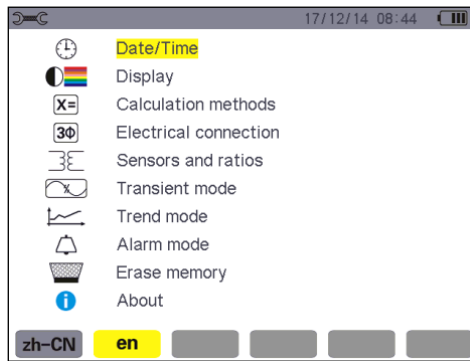 17/12/14 08:44
Date/Time
Display
X= Calculation methods
3Φ Electrical connection
Sensors and ratios
Transient mode
Trend mode
Alarm mode
Erase memory
i About
zh-CN en